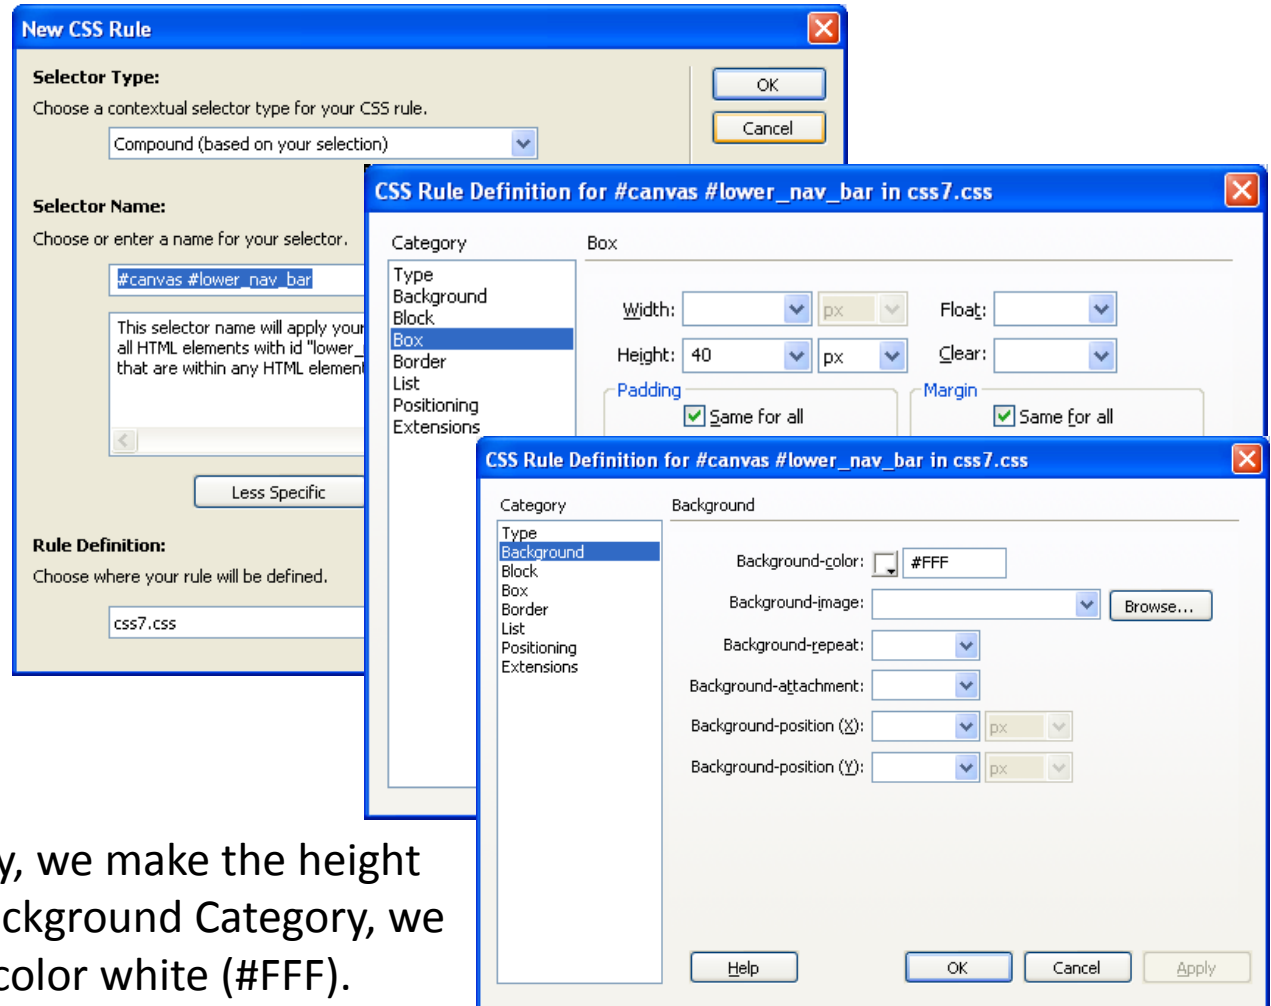 New CSS Rule
Selector Type:
Choose a contextual selector type for your CSS rule.
Compound (based on your selection)
OK
Cancel
Selector Name:
Choose or enter a name for your selector.
#canvas #lower_nav_bar
This selector name will apply your
all HTML elements with id "lower_
that are within any HTML element
Less Specific
Rule Definition:
Choose where your rule will be defined.
css7.css
CSS Rule Definition for #canvas #lower_nav_bar in css7.css
Category
Type
Background
Block
Box
Border
List
Positioning
Extensions
Box
Width: px Float:
Height: 40 px Clear:
Padding Margin
Same for all Same for all
CSS Rule Definition for #canvas #lower_nav_bar in css7.css
Category
Type
Background
Block
Box
Border
List
Positioning
Extensions
Background
Background-color: #FFF
Background-image: Browse...
Background-repeat:
Background-attachment:
Background-position (X): px
Background-position (Y): px
Help OK Cancel Apply
y, we make the height
ckground Category, we
color white (#FFF).